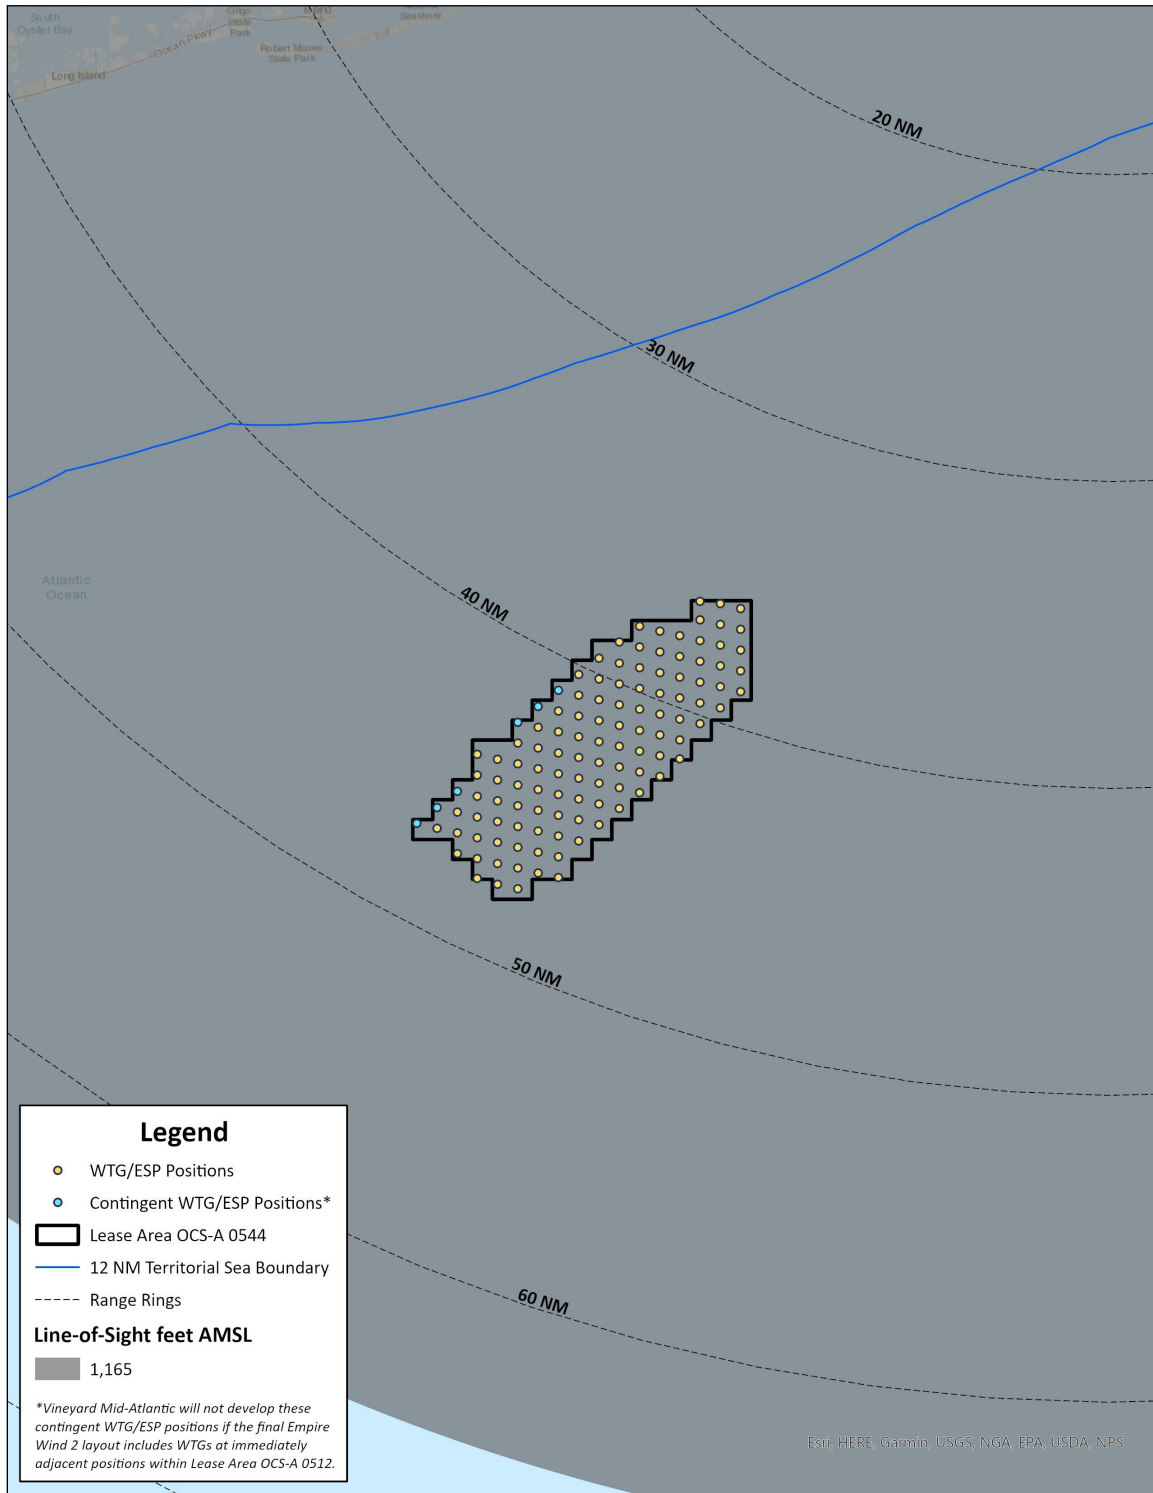 South
Oyster Bay
Gilgo
State
Park
Island
Seashore
Ocean Pkwy
Robert Moses
State Park
Long Island
20 NM
30 NM
Atlantic
Ocean
40 NM
50 NM
60 NM
Legend
WTG/ESP Positions
Contingent WTG/ESP Positions*
Lease Area OCS-A 0544
12 NM Territorial Sea Boundary
Range Rings
Line-of-Sight feet AMSL
1,165
*Vineyard Mid-Atlantic will not develop these
contingent WTG/ESP positions if the final Empire
Wind 2 layout includes WTGs at immediately
adjacent positions within Lease Area OCS-A 0512.
Esri, HERE, Garmin, USGS, NGA, EPA, USDA, NPS